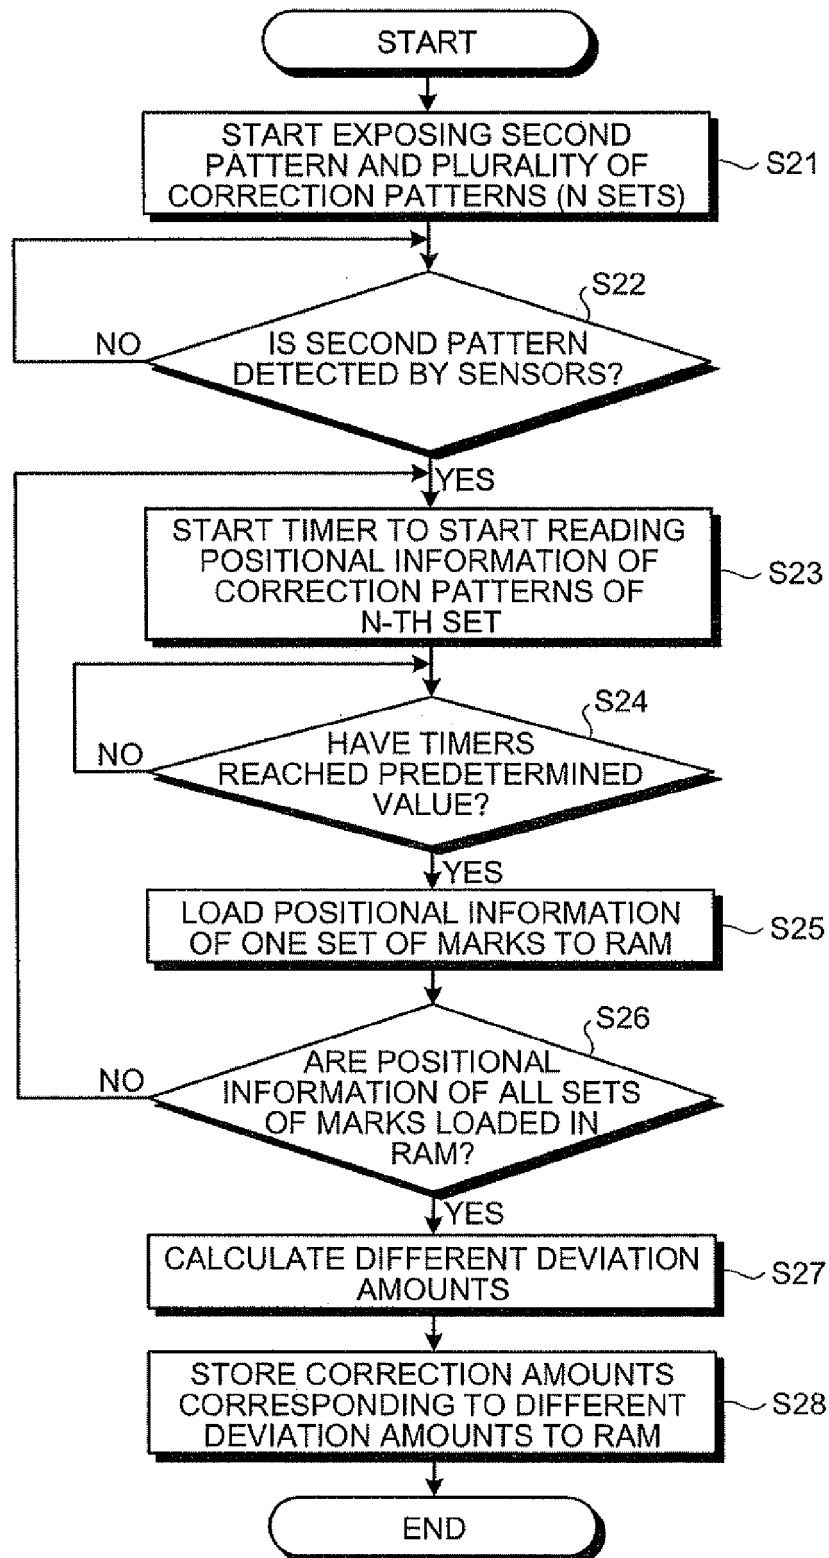 START
START EXPOSING SECOND
PATTERN AND PLURALITY OF
CORRECTION PATTERNS (N SETS)
S21
S22
NO
IS SECOND PATTERN
DETECTED BY SENSORS?
YES
START TIMER TO START READING
POSITIONAL INFORMATION OF
CORRECTION PATTERNS OF
N-TH SET
S23
S24
NO
HAVE TIMERS
REACHED PREDETERMINED
VALUE?
YES
LOAD POSITIONAL INFORMATION
OF ONE SET OF MARKS TO RAM
S25
S26
NO
ARE POSITIONAL
INFORMATION OF ALL SETS
OF MARKS LOADED IN
RAM?
YES
CALCULATE DIFFERENT DEVIATION
AMOUNTS
S27
STORE CORRECTION AMOUNTS
CORRESPONDING TO DIFFERENT
DEVIATION AMOUNTS TO RAM
S28
END